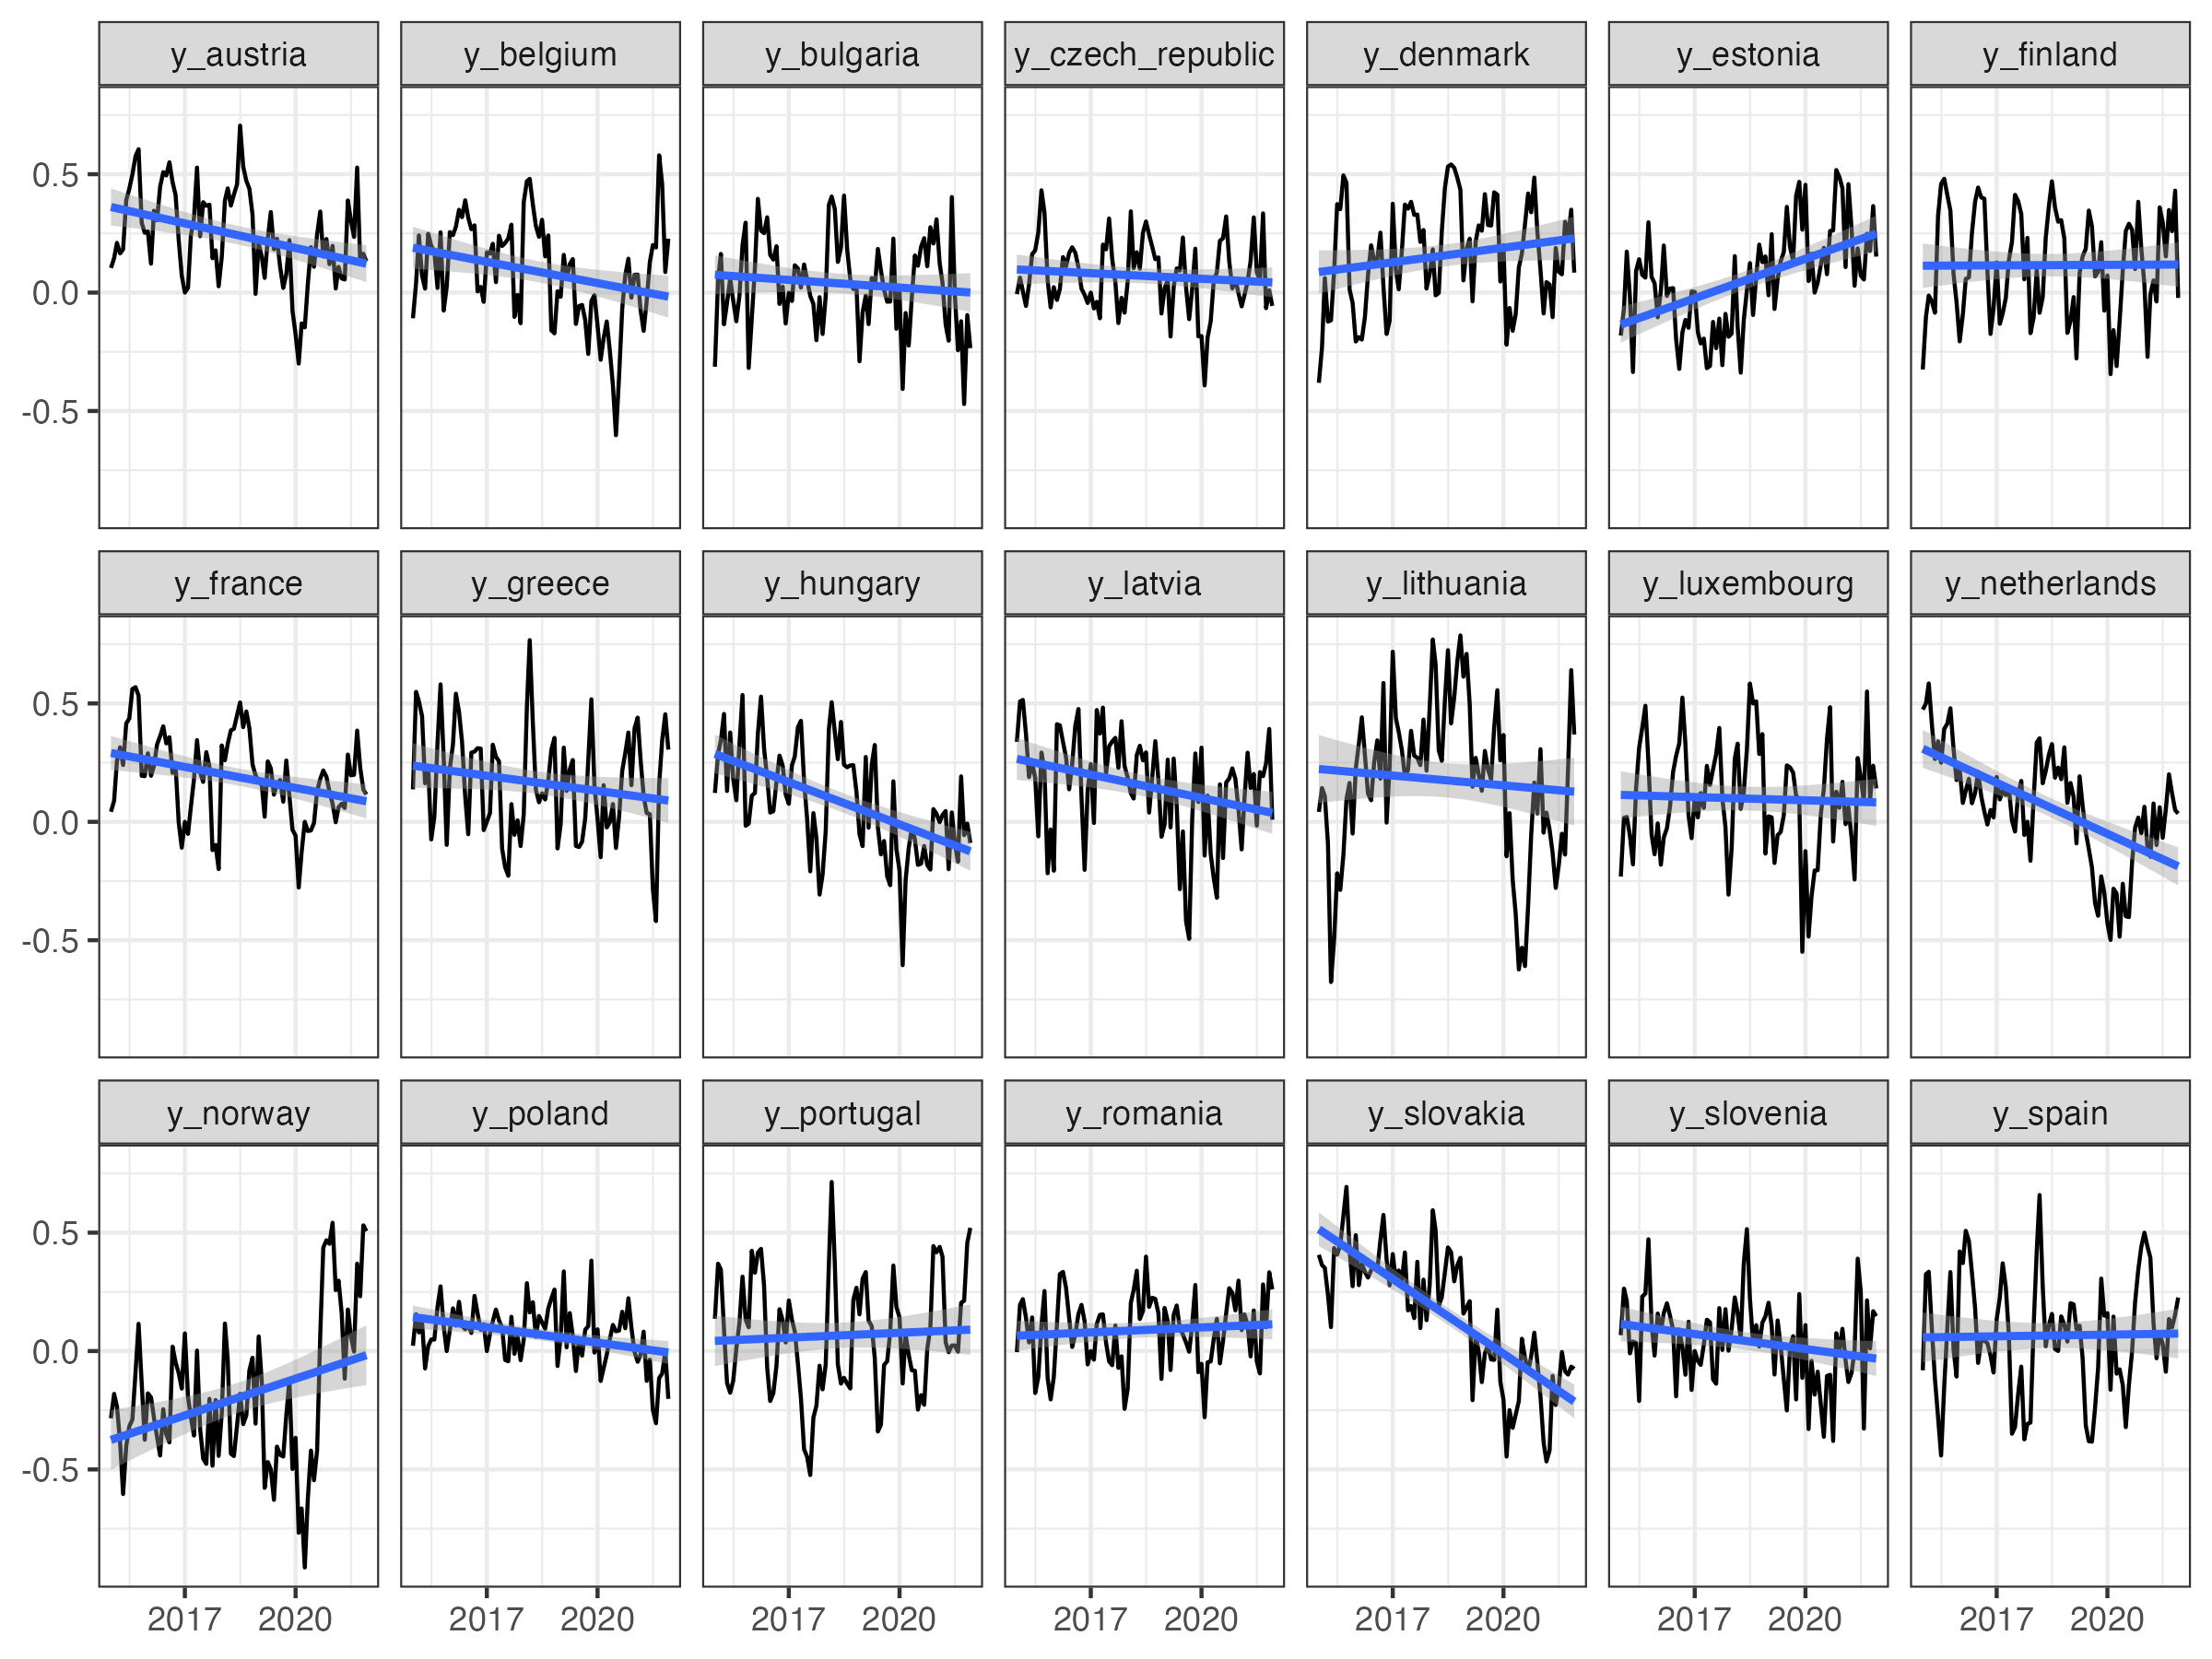 y_austria y_belgium y_bulgaria y_czech_republic y_denmark y_estonia y_finland
0.5
0.0
-0.5
y_france y_greece y_hungary y_latvia y_lithuania y_luxembourg y_netherlands
0.5
0.0
-0.5
y_norway y_poland y_portugal y_romania y_slovakia y_slovenia y_spain
0.5
0.0
-0.5
2017 2020 2017 2020 2017 2020 2017 2020 2017 2020 2017 2020 2017 2020